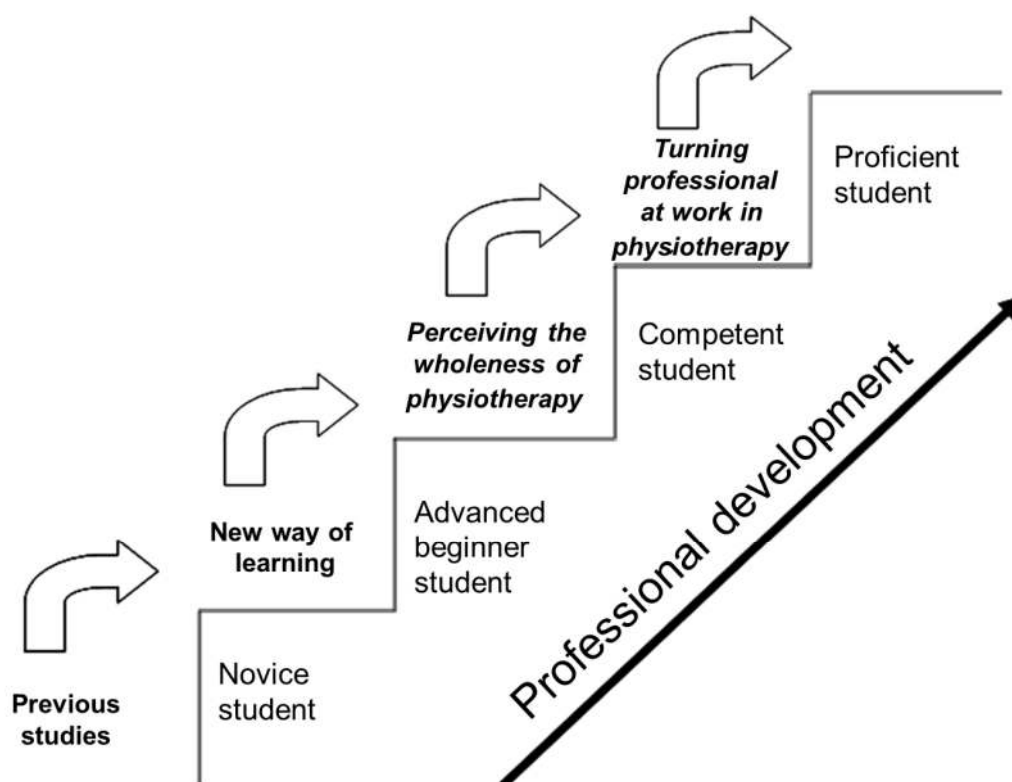 Turning
professional
at work in
physiotherapy
Proficient
student
Perceiving the
wholeness of
physiotherapy
Competent
student
New way of
learning
Advanced
beginner
student
Previous
studies
Novice
student
Professional development